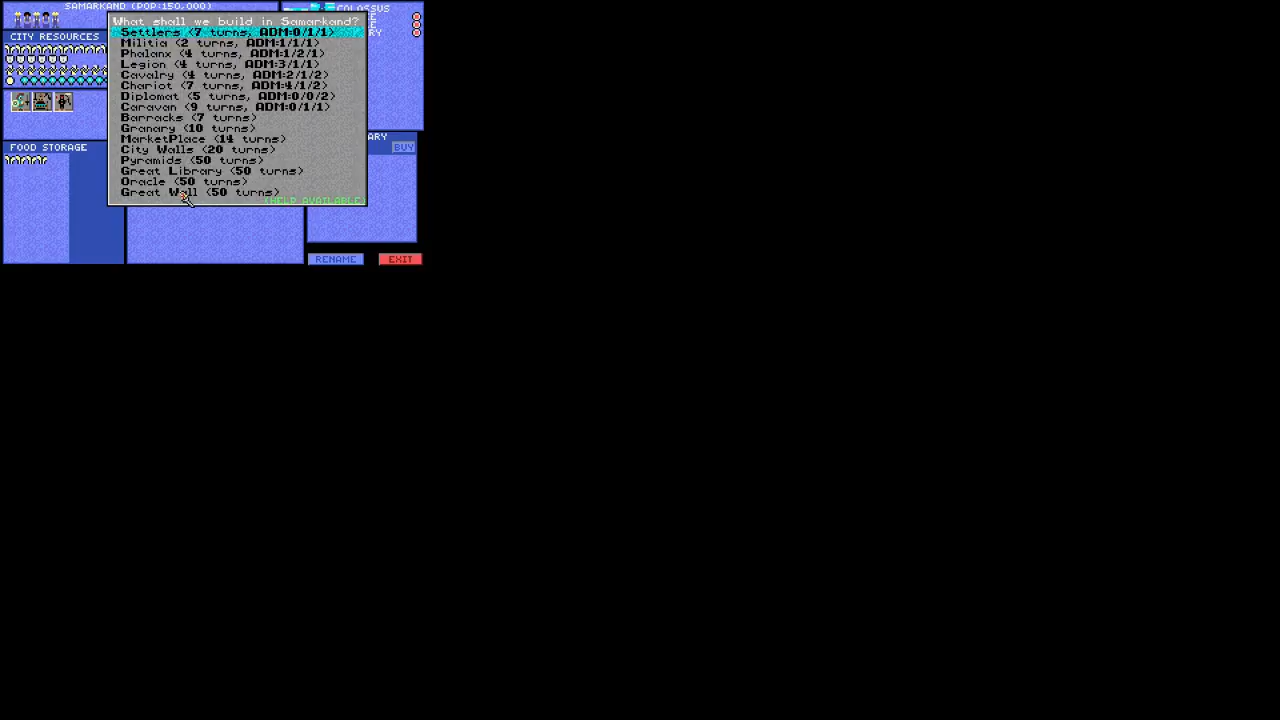 SAMARKAND (POP:150,000)
COLOSSUS
What shall we build in Samarkand?
Settlers (7 turns, ADM:0/1/1)
Militia (2 turns, ADM:1/1/1)
CITY RESOURCES
Phalanx (4 turns, ADM:1/2/1)
Legion (4 turns, ADM:3/1/1)
Cavalry (4 turns, ADM:2/1/2)
Chariot (7 turns, ADM:4/1/2)
Diplomat (5 turns, ADM:0/0/2)
Caravan (9 turns, ADM:0/1/1)
Barracks (7 turns)
Granary (10 turns)
MarketPlace (14 turns)
City Walls (20 turns)
Pyramids (50 turns)
Great Library (50 turns)
Oracle (50 turns)
Great Wall (50 turns)
(HELP AVAILABLE)
ARY
BUY
FOOD STORAGE
RENAME
EXIT